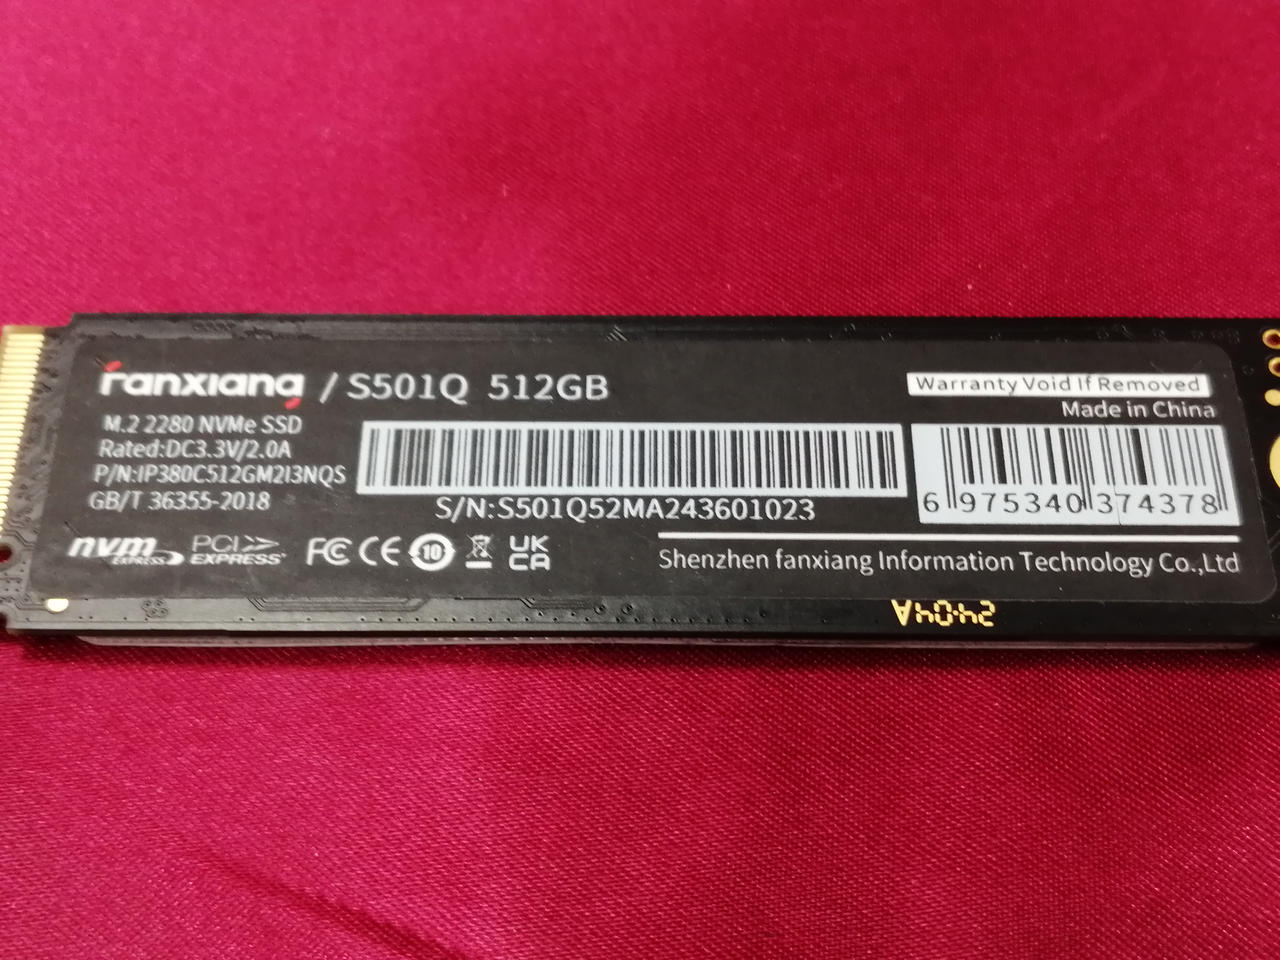 fanxiang / S501Q 512GB
Warranty Void If Removed
Made in China
M.2 2280 NVMe SSD
Rated:DC3.3V/2.0A
P/N:IP380C512GM2I3NQS
GB/T 36355-2018
S/N:S501Q52MA243601023
6 975340 374378
nvm EXPRESS
PCI EXPRESS
FC CE 10 UK CA
Shenzhen fanxiang Information Technology Co.,Ltd